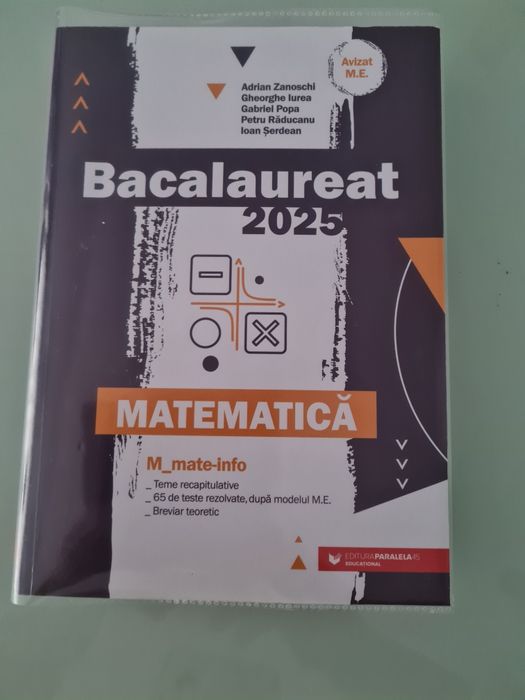 Avizat
M.E.
Adrian Zanoschi
Gheorghe Iurea
Gabriel Popa
Petru Răducanu
Ioan Șerdean
Bacalaureat
2025
MATEMATICĂ
M_mate-info
_ Teme recapitulative
_ 65 de teste rezolvate, după modelul M.E.
_ Breviar teoretic
EDITURA PARALELA 45
EDUCATIONAL